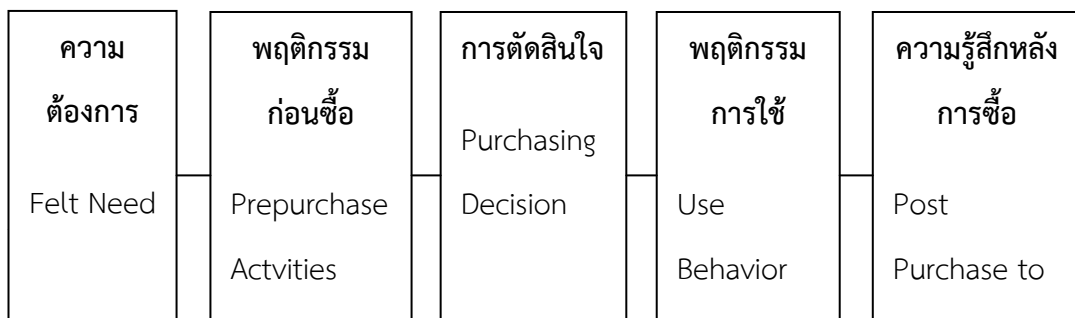 ความ
ต้องการ
Felt Need
พฤติกรรม
ก่อนซื้อ
Prepurchase
Actvities
การตัดสินใจ
Purchasing
Decision
พฤติกรรม
การใช้
Use
Behavior
ความรู้สึกหลัง
การซื้อ
Post
Purchase to